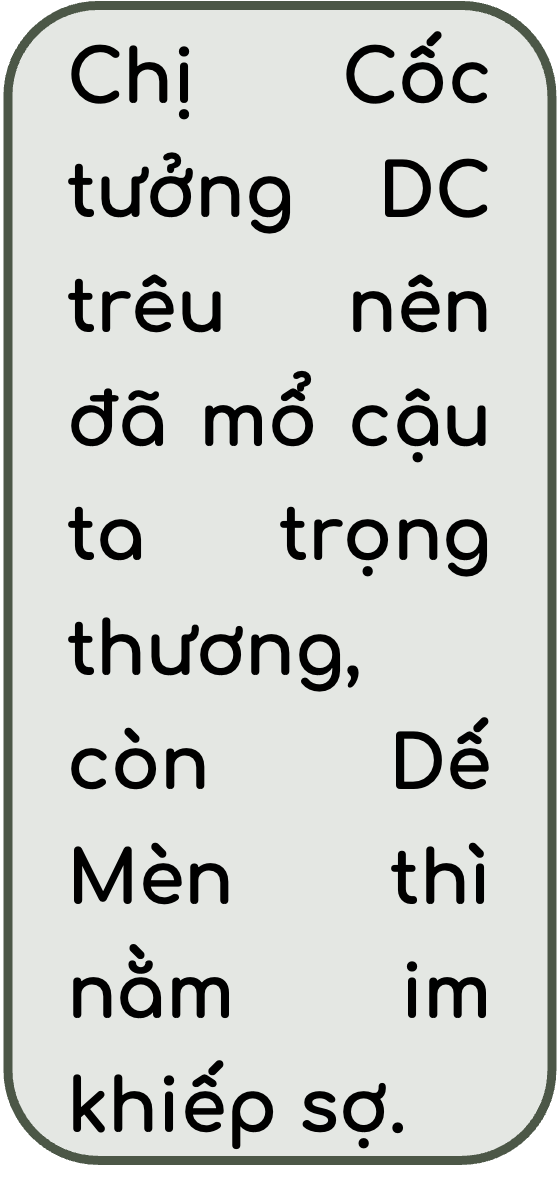 Chị Cốc
tưởng DC
trêu nên
đã mổ cậu
ta trọng
thương,
còn Dế
Mèn thì
nằm im
khiếp sợ.